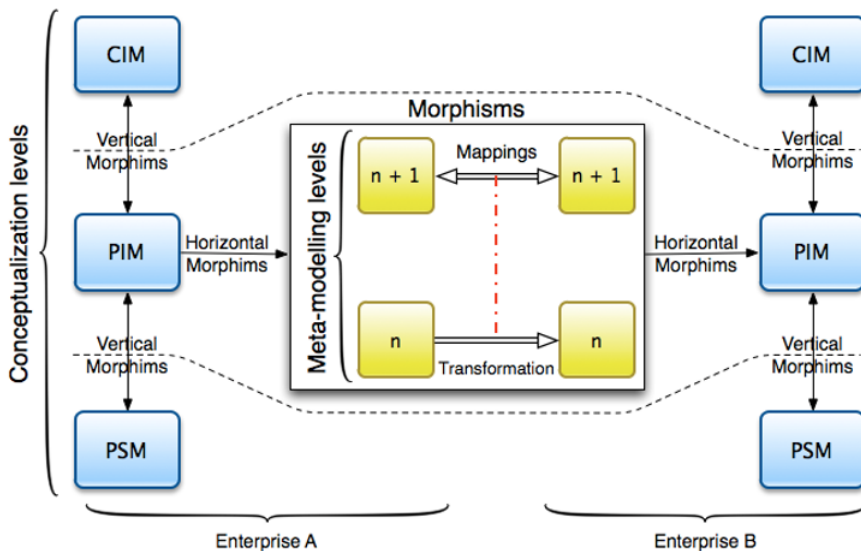 CIM
CIM
Morphisms
Conceptualization levels
Vertical
Morphims
Meta-modelling levels
n + 1
Mappings
n + 1
Vertical
Morphims
PIM
Horizontal
Morphims
Horizontal
Morphims
PIM
Vertical
Morphims
n
Transformation
n
Vertical
Morphims
PSM
PSM
Enterprise A
Enterprise B